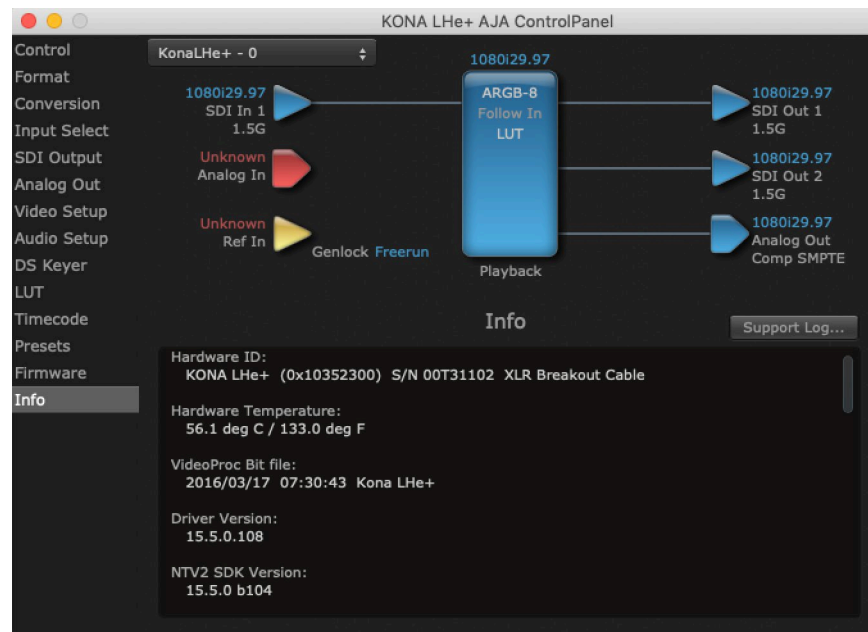 KONA LHe+ AJA ControlPanel
Control
Format
Conversion
Input Select
SDI Output
Analog Out
Video Setup
Audio Setup
DS Keyer
LUT
Timecode
Presets
Firmware
Info
KonaLHe+ - 0
1080i29.97
SDI In 1
1.5G
Unknown
Analog In
Unknown
Ref In
Genlock Freerun
1080i29.97
ARGB-8
Follow In
LUT
Playback
1080i29.97
SDI Out 1
1.5G
1080i29.97
SDI Out 2
1.5G
1080i29.97
Analog Out
Comp SMPTE
Info
Support Log...
Hardware ID:
KONA LHe+ (0x10352300) S/N 00T31102 XLR Breakout Cable
Hardware Temperature:
56.1 deg C / 133.0 deg F
VideoProc Bit file:
2016/03/17 07:30:43 Kona LHe+
Driver Version:
15.5.0.108
NTV2 SDK Version:
15.5.0 b104